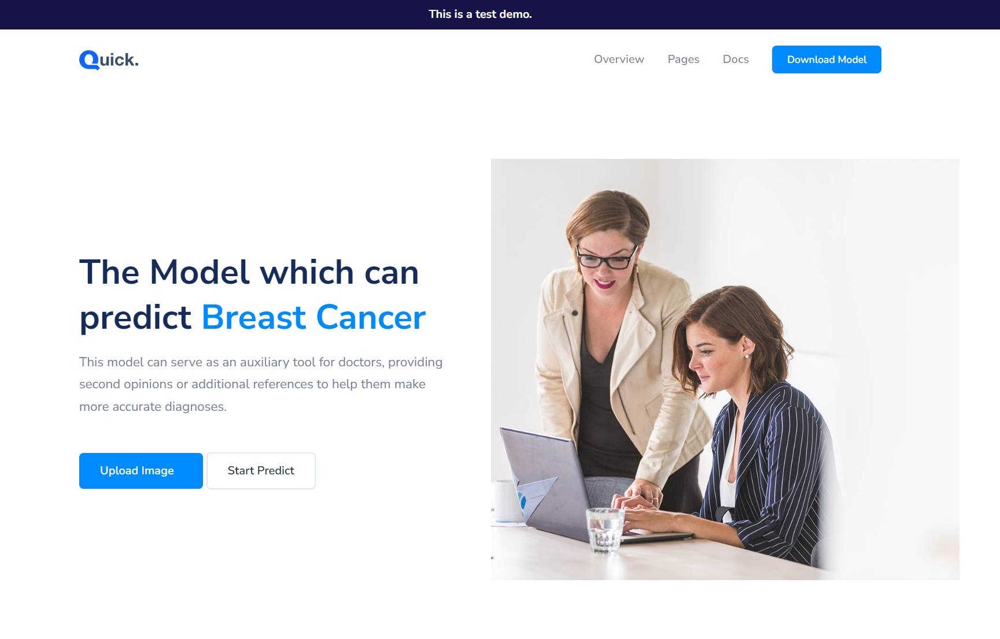 This is a test demo.
Quick.
Overview Pages Docs Download Model
The Model which can
predict Breast Cancer
This model can serve as an auxiliary tool for doctors, providing
second opinions or additional references to help them make
more accurate diagnoses.
Upload Image Start Predict